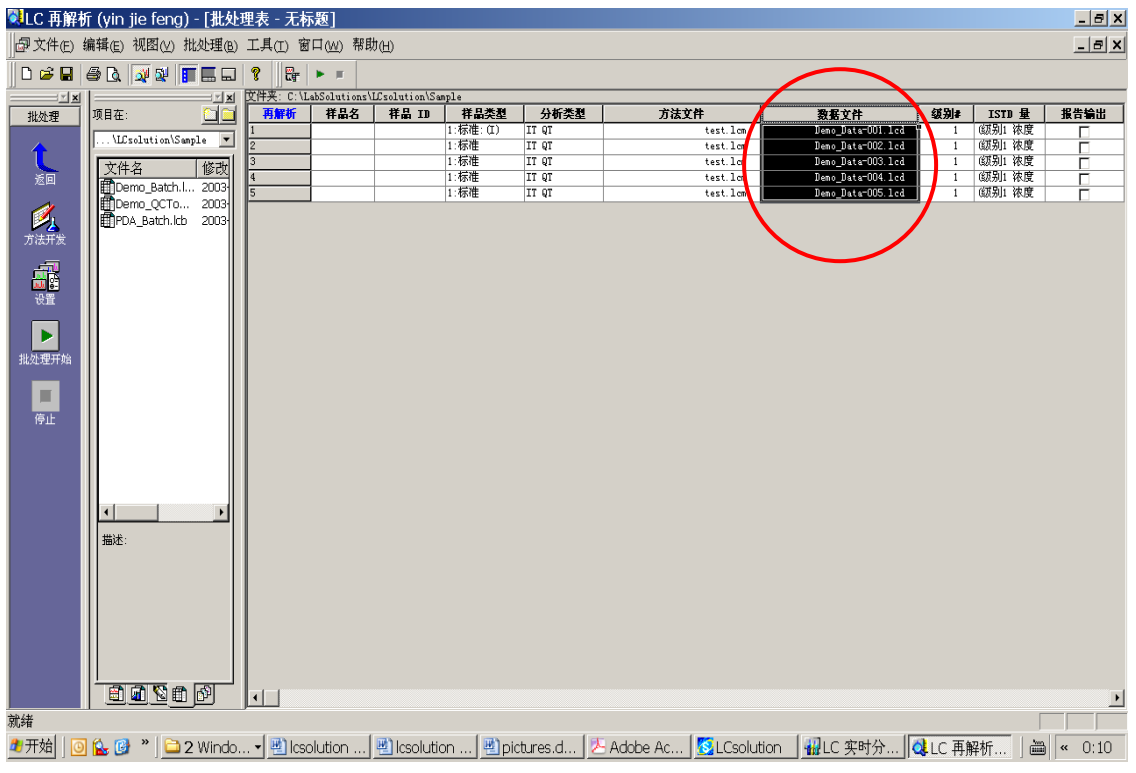 LC 再解析 (yin jie feng) - [批处理表 - 无标题]
文件(F) 编辑(E) 视图(V) 批处理(B) 工具(T) 窗口(W) 帮助(H)
批处理
返回
方法开发
设置
批处理开始
停止
项目在:
...\LCsolution\Sample
文件名 修改
Demo_Batch.l... 2003-
Demo_QCTo... 2003-
PDA_Batch.lcb 2003-
描述:
文件夹: C:\LabSolutions\LCsolution\Sample
再解析 样品名 样品 ID 样品类型 分析类型 方法文件 数据文件 级别# ISTD 量 报告输出
1 1:标准:(I) IT QT test.lcm Demo_Data-001.lcd 1 (级别1 浓度
2 1:标准 IT QT test.lcm Demo_Data-002.lcd 1 (级别1 浓度
3 1:标准 IT QT test.lcm Demo_Data-003.lcd 1 (级别1 浓度
4 1:标准 IT QT test.lcm Demo_Data-004.lcd 1 (级别1 浓度
5 1:标准 IT QT test.lcm Demo_Data-005.lcd 1 (级别1 浓度
就绪
开始 » 2 Windo... lcsolution ... lcsolution ... pictures.d... Adobe Ac... LCsolution LC 实时分... LC 再解析... « 0:10